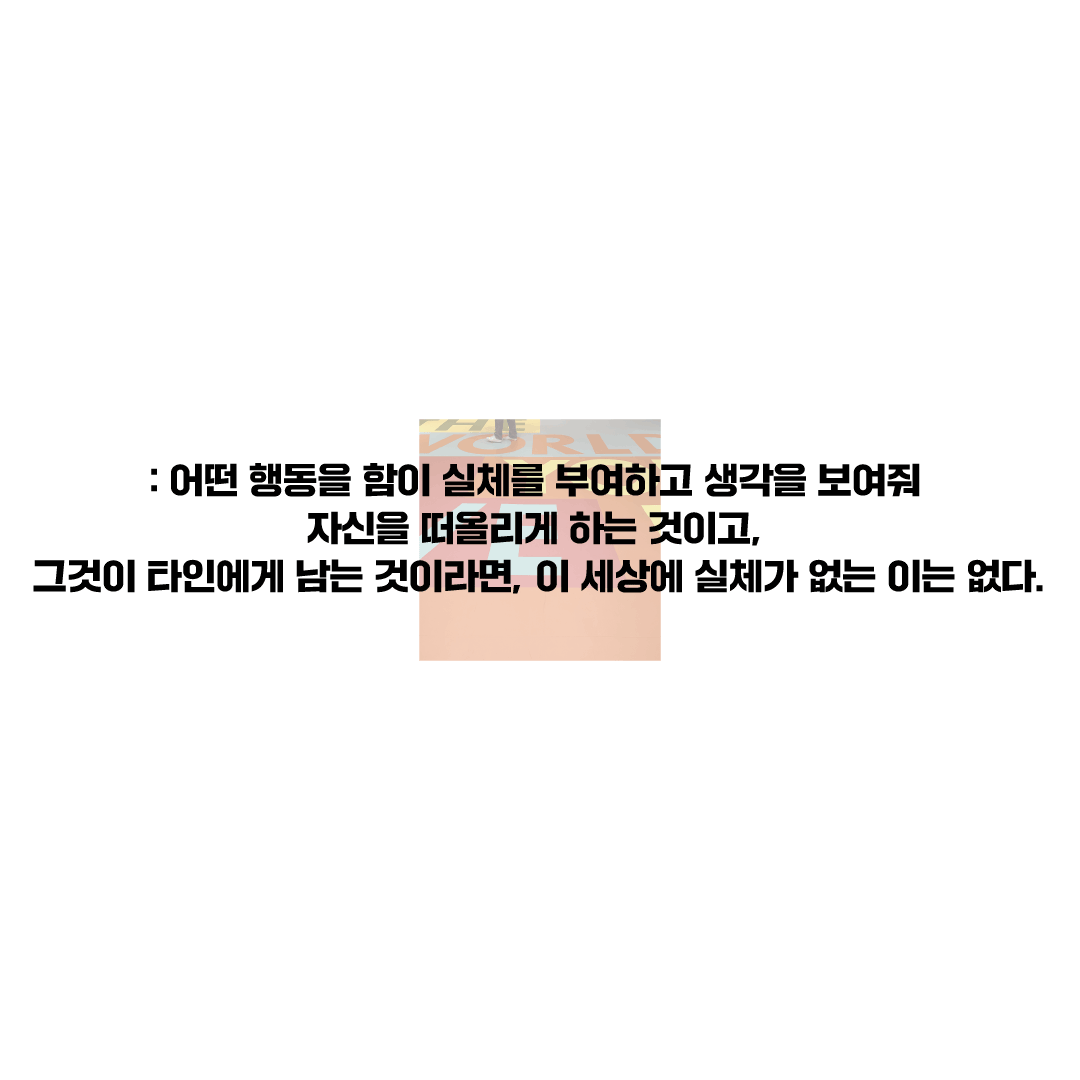 THE
WORLD
: 어떤 행동을 함이 실체를 부여하고 생각을 보여줘
자신을 떠올리게 하는 것이고,
그것이 타인에게 남는 것이라면, 이 세상에 실체가 없는 이는 없다.